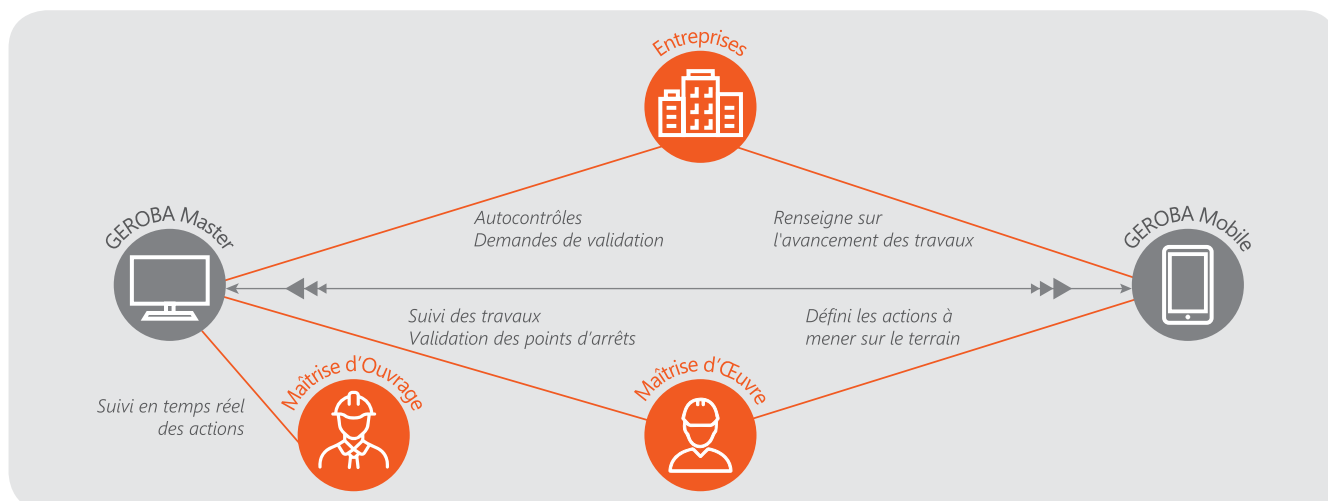 Entreprises
GEROBA Master
Autocontrôles
Demandes de validation
Renseigne sur
l'avancement des travaux
GEROBA Mobile
Suivi des travaux
Validation des points d’arrêts
Défini les actions à
mener sur le terrain
Maîtrise d’Ouvrage
Maîtrise d’Œuvre
Suivi en temps réel
des actions